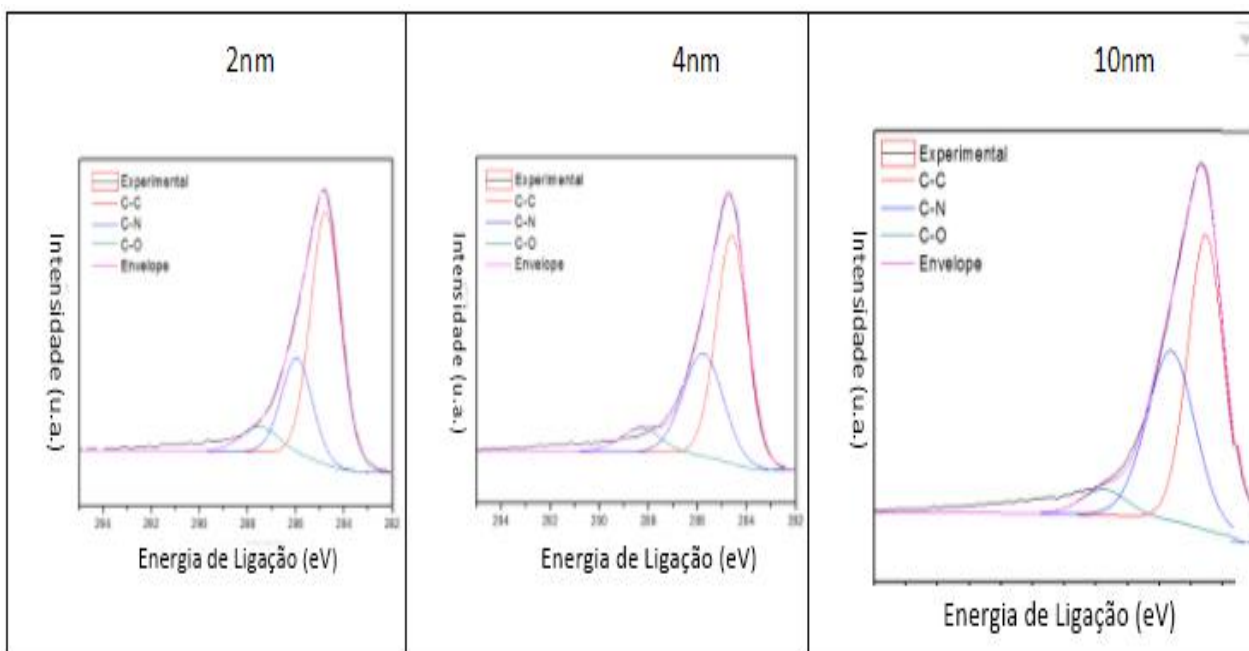 2nm
Experimental
C-C
C-N
C-O
Envelope
Intensidade (u.a.)
Energia de Ligação (eV)
4nm
Experimental
C-C
C-N
C-O
Envelope
Intensidade (u.a.)
Energia de Ligação (eV)
10nm
Experimental
C-C
C-N
C-O
Envelope
Intensidade (u.a.)
Energia de Ligação (eV)